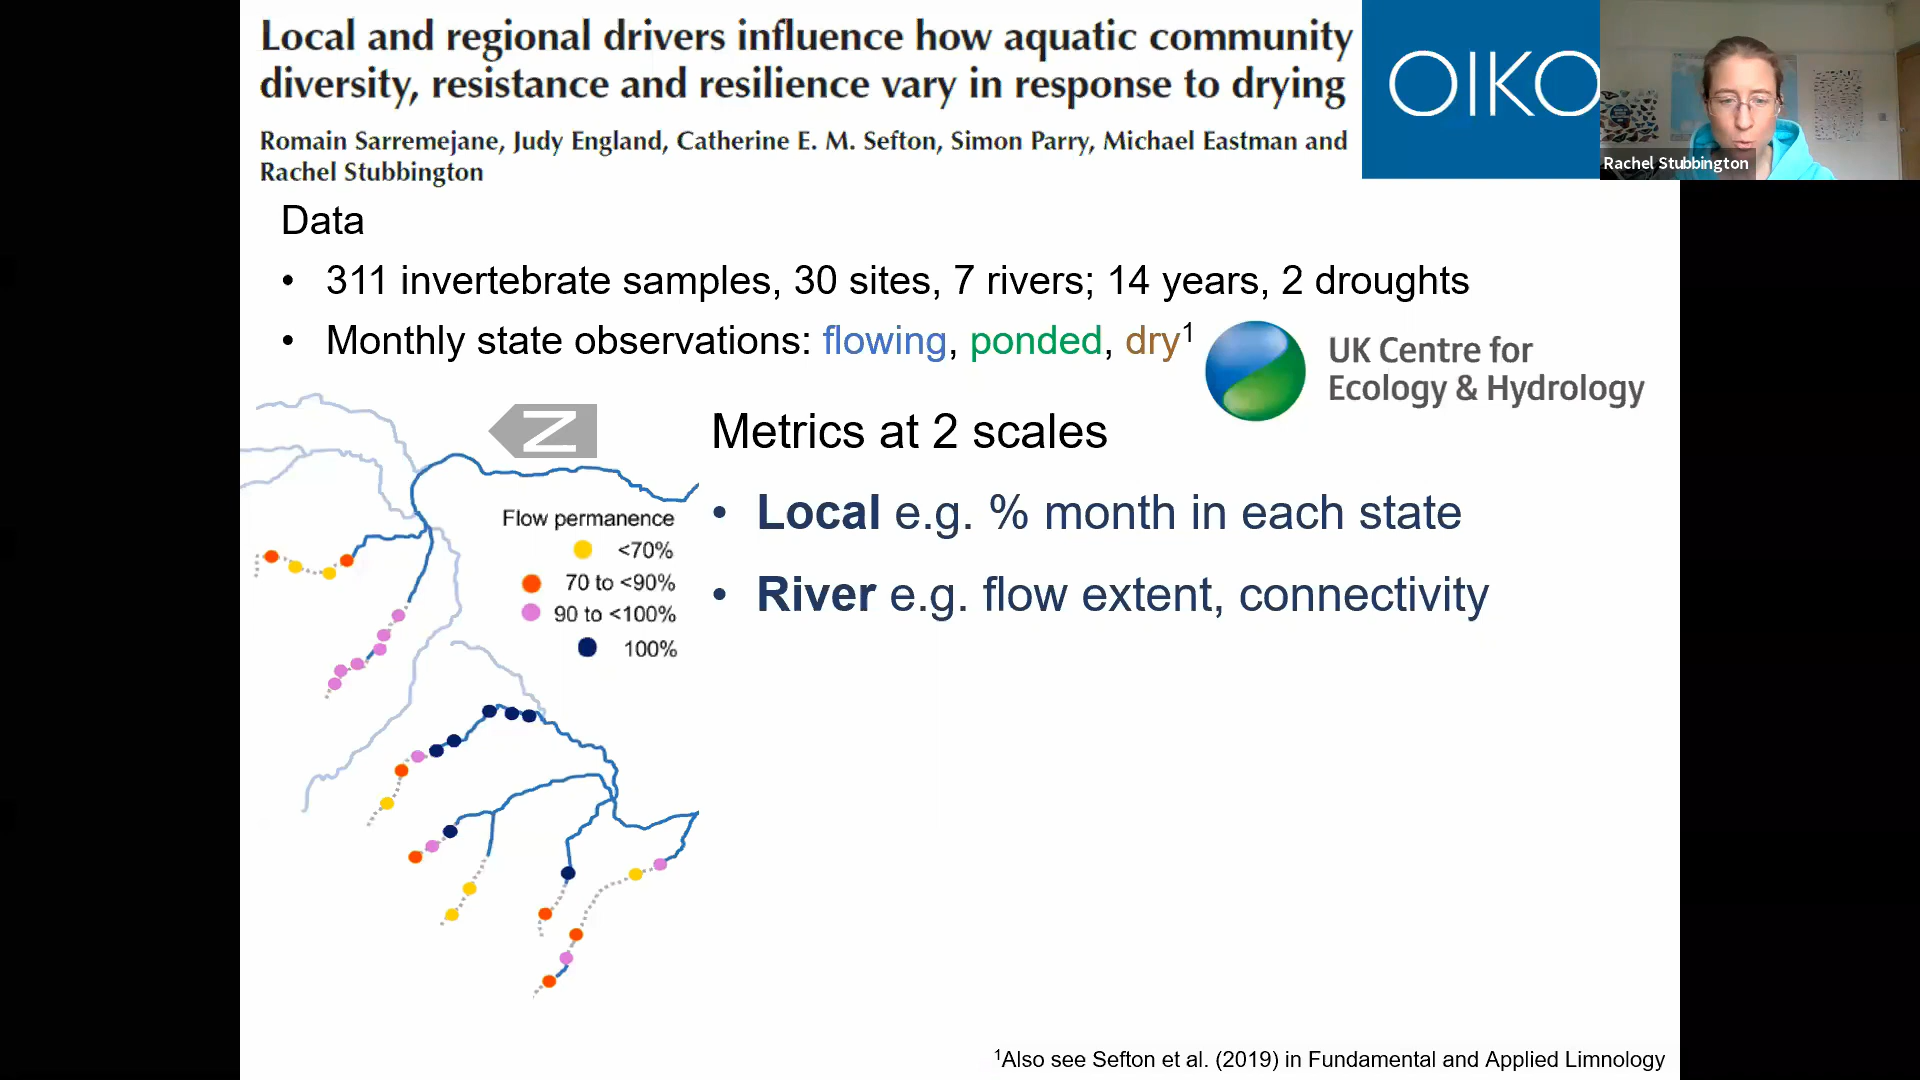 Local and regional drivers influence how aquatic community
diversity, resistance and resilience vary in response to drying
Romain Sarremejane, Judy England, Catherine E. M. Sefton, Simon Parry, Michael Eastman and
Rachel Stubbington
OIKO
Rachel Stubbington
Data
• 311 invertebrate samples, 30 sites, 7 rivers; 14 years, 2 droughts
• Monthly state observations: flowing, ponded, dry¹
UK Centre for
Ecology & Hydrology
N
Metrics at 2 scales
• Local e.g. % month in each state
• River e.g. flow extent, connectivity
Flow permanence
<70%
70 to <90%
90 to <100%
100%
¹Also see Sefton et al. (2019) in Fundamental and Applied Limnology